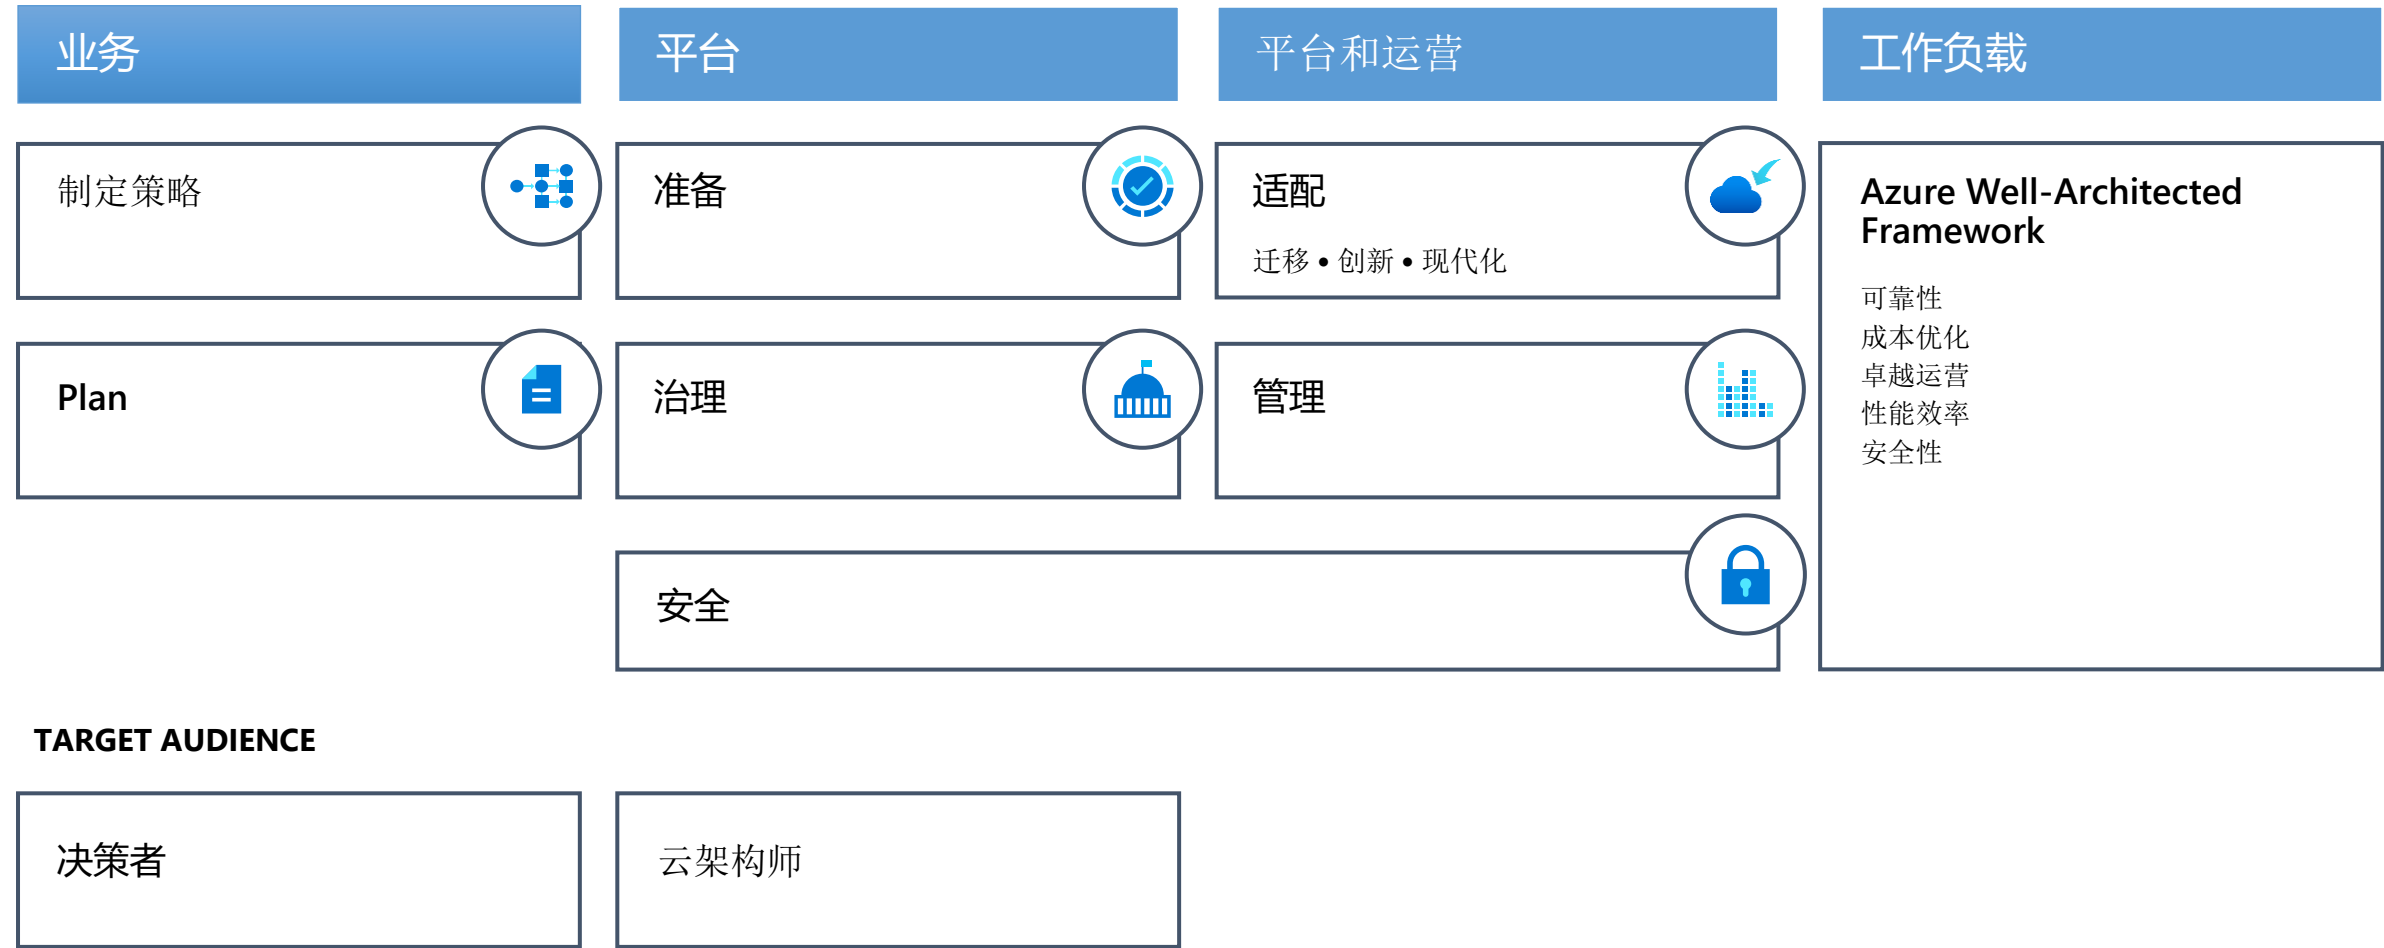 业务
平台
平台和运营
工作负载
制定策略
准备
适配
迁移 • 创新 • 现代化
Azure Well-Architected
Framework
可靠性
成本优化
卓越运营
性能效率
安全性
Plan
治理
管理
安全
TARGET AUDIENCE
决策者
云架构师